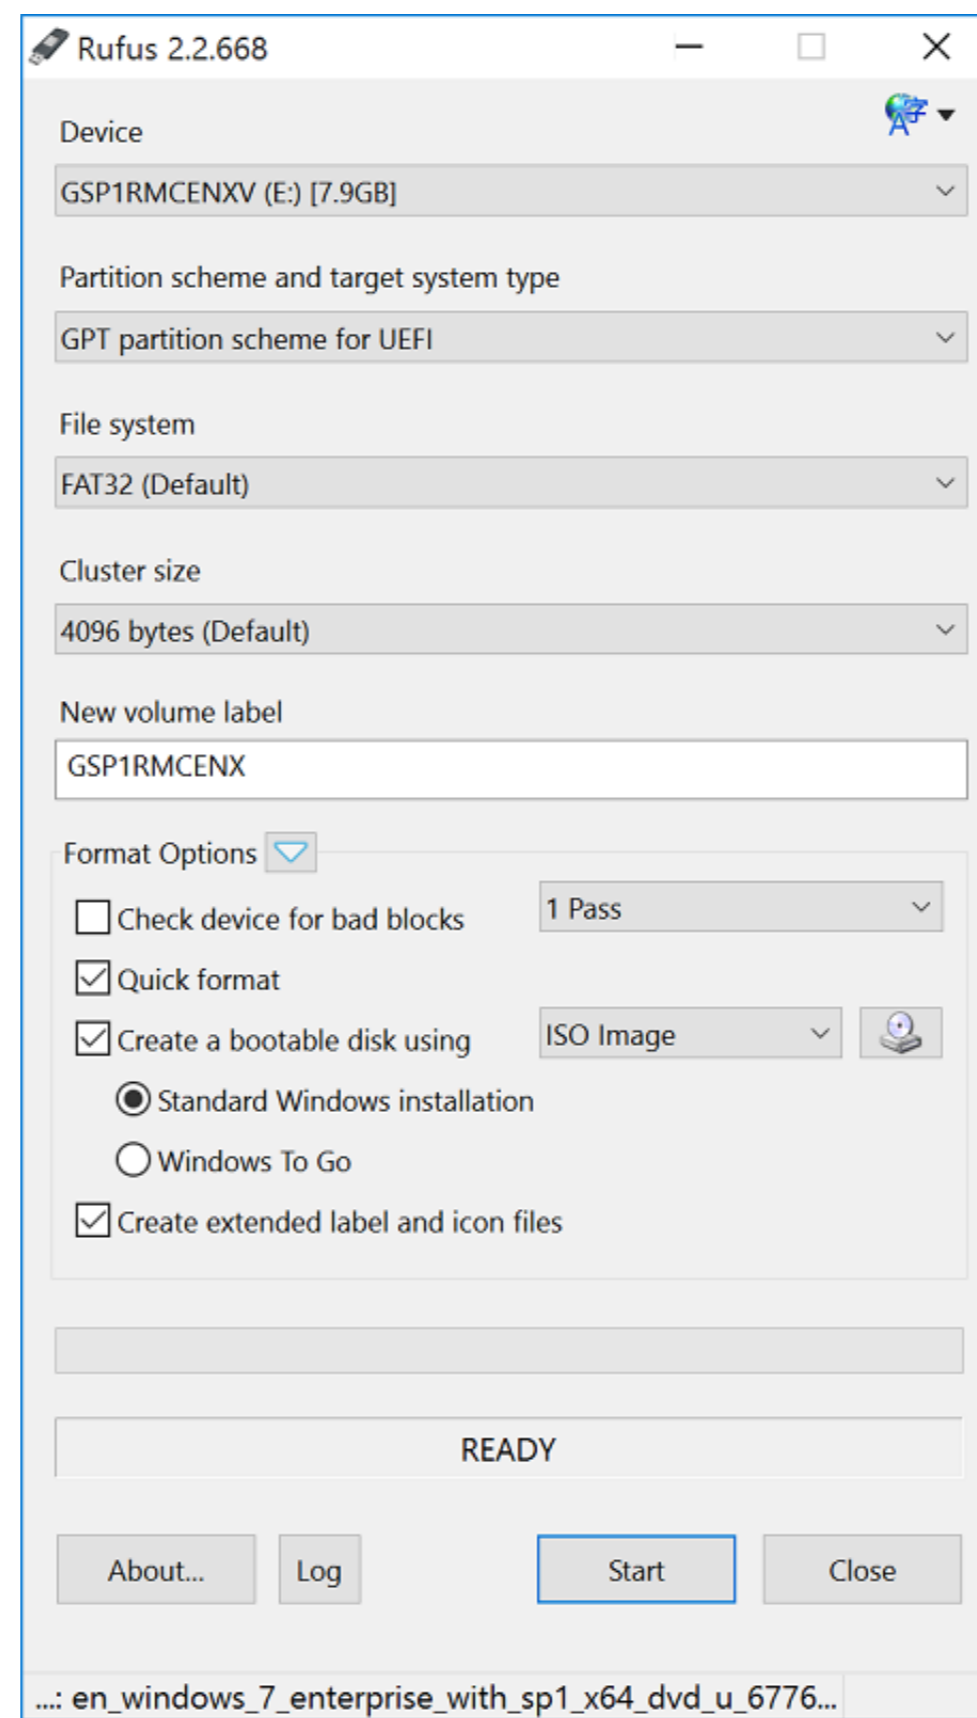 Rufus 2.2.668
Device
GSP1RMCENXV (E:) [7.9GB]
Partition scheme and target system type
GPT partition scheme for UEFI
File system
FAT32 (Default)
Cluster size
4096 bytes (Default)
New volume label
GSP1RMCENX
Format Options
Check device for bad blocks
1 Pass
Quick format
Create a bootable disk using
ISO Image
Standard Windows installation
Windows To Go
Create extended label and icon files
READY
About...
Log
Start
Close
...: en_windows_7_enterprise_with_sp1_x64_dvd_u_6776...